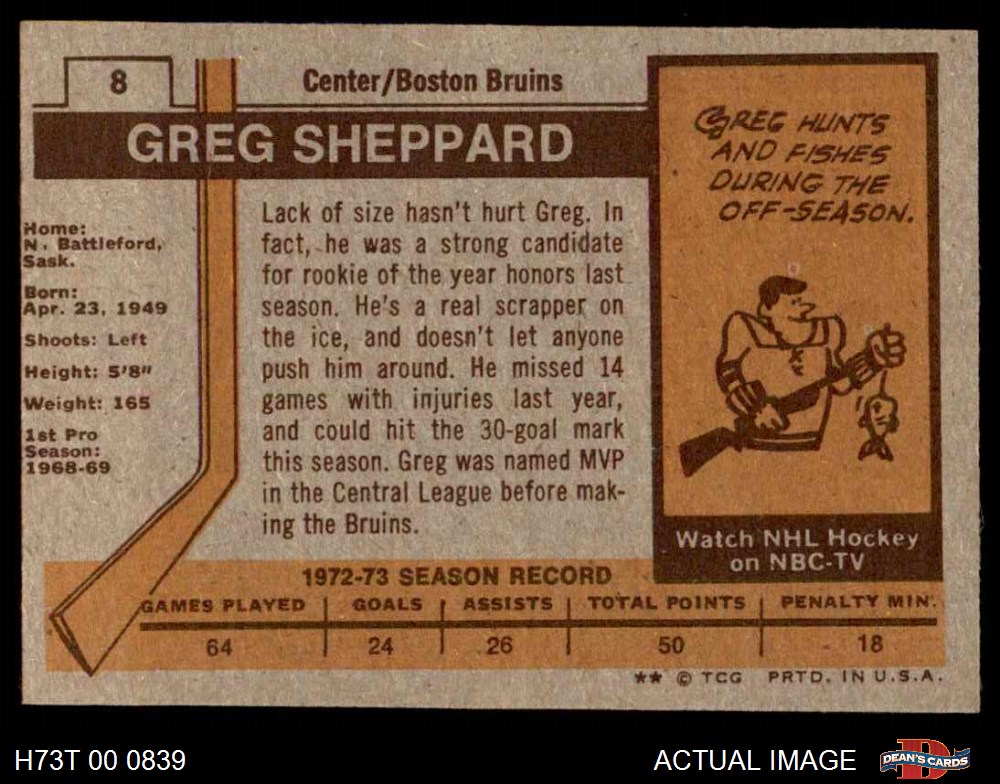 8
Center/Boston Bruins
GREG SHEPPARD
Home:
N. Battleford,
Sask.
Born:
Apr. 23, 1949
Shoots: Left
Height: 5'8"
Weight: 165
1st Pro
Season:
1968-69
Lack of size hasn't hurt Greg. In
fact, he was a strong candidate
for rookie of the year honors last
season. He's a real scrapper on
the ice, and doesn't let anyone
push him around. He missed 14
games with injuries last year,
and could hit the 30-goal mark
this season. Greg was named MVP
in the Central League before mak-
ing the Bruins.
GREG HUNTS
AND FISHES
DURING THE
OFF-SEASON.
Watch NHL Hockey
on NBC-TV
1972-73 SEASON RECORD
GAMES PLAYED GOALS ASSISTS TOTAL POINTS PENALTY MIN.
64 24 26 50 18
** © TCG PRTD. IN U.S.A.
H73T 00 0839 ACTUAL IMAGE DEAN'S CARDS